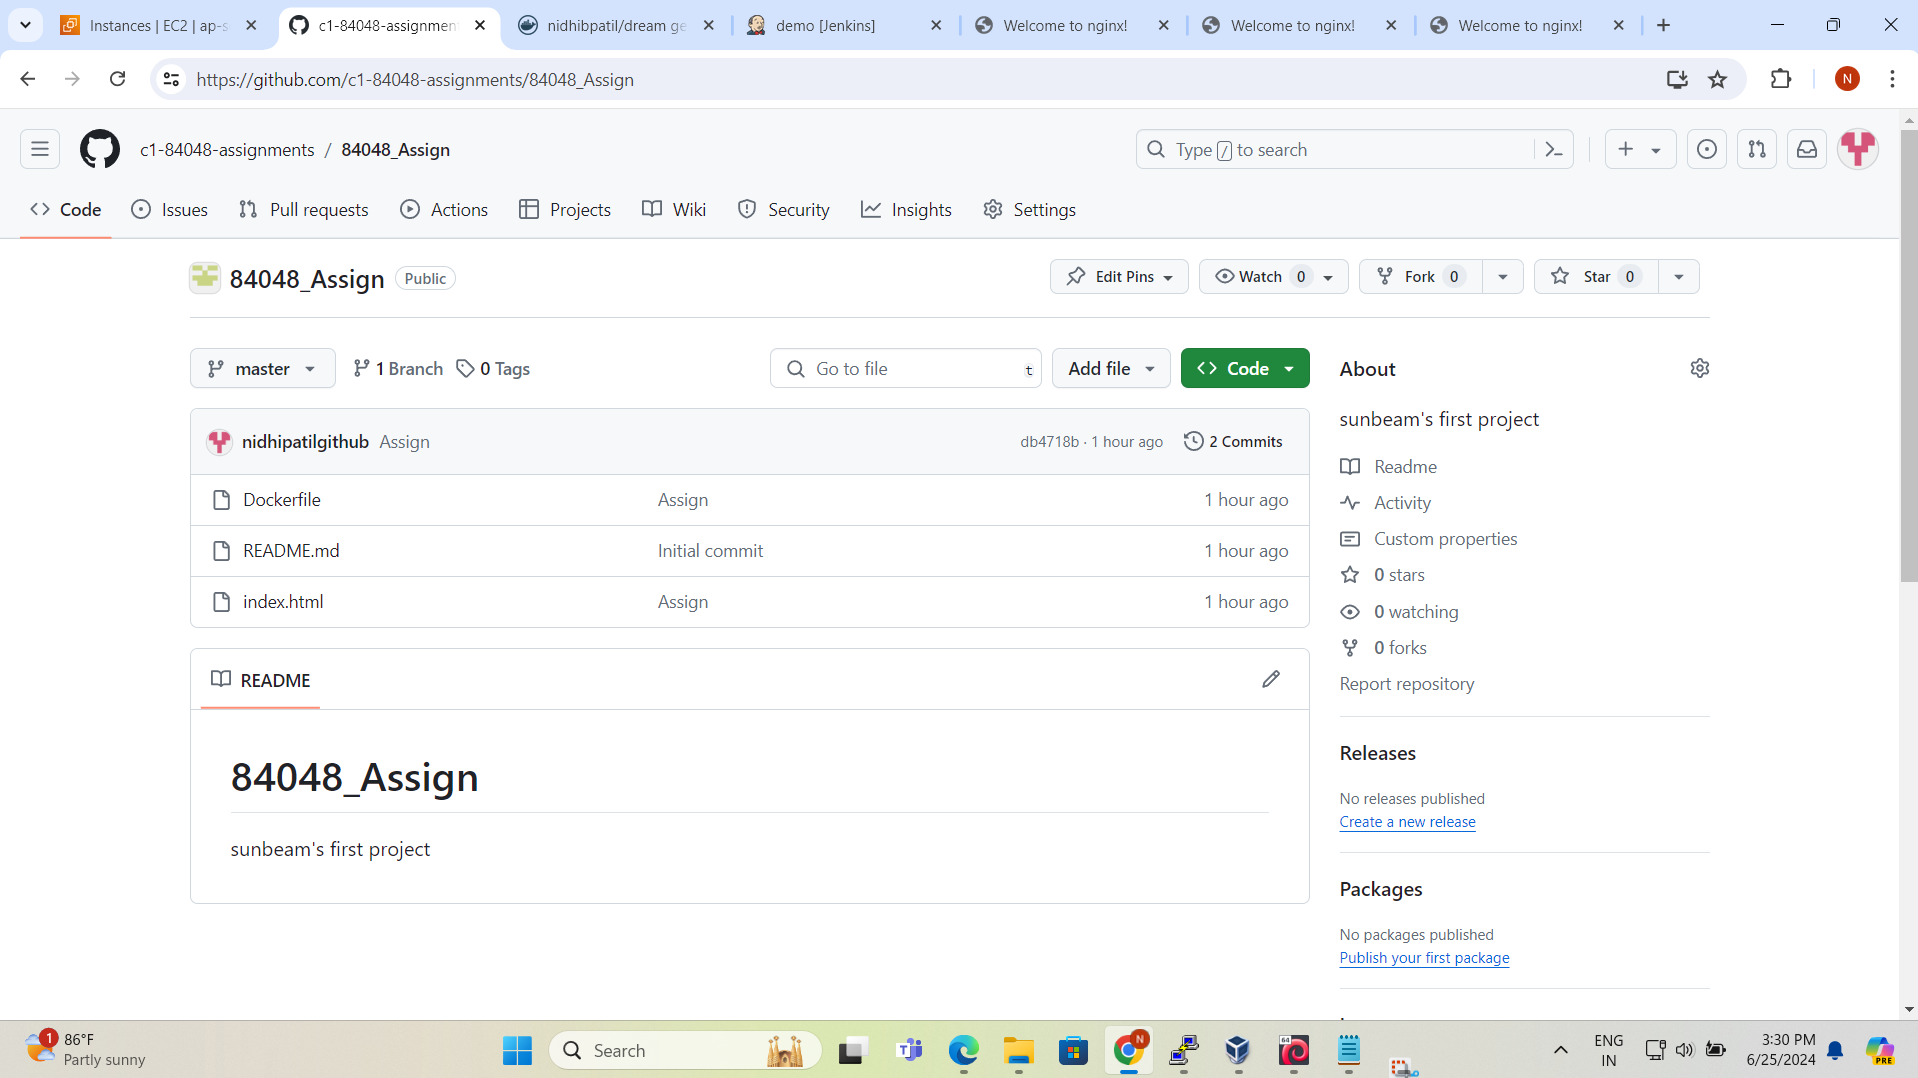 Instances | EC2 | ap-s
c1-84048-assignment
nidhibpatil/dream ge
demo [Jenkins]
Welcome to nginx!
Welcome to nginx!
Welcome to nginx!
https://github.com/c1-84048-assignments/84048_Assign
N
c1-84048-assignments / 84048_Assign
Type / to search
Code
Issues
Pull requests
Actions
Projects
Wiki
Security
Insights
Settings
84048_Assign
Public
Edit Pins
Watch 0
Fork 0
Star 0
master
1 Branch
0 Tags
Go to file
t
Add file
Code
nidhipatilgithub Assign
db4718b · 1 hour ago
2 Commits
Dockerfile Assign 1 hour ago
README.md Initial commit 1 hour ago
index.html Assign 1 hour ago
README
84048_Assign
sunbeam's first project
About
sunbeam's first project
Readme
Activity
Custom properties
0 stars
0 watching
0 forks
Report repository
Releases
No releases published
Create a new release
Packages
No packages published
Publish your first package
1
86°F
Partly sunny
Search
N
64
ENG
IN
3:30 PM
6/25/2024
PRE